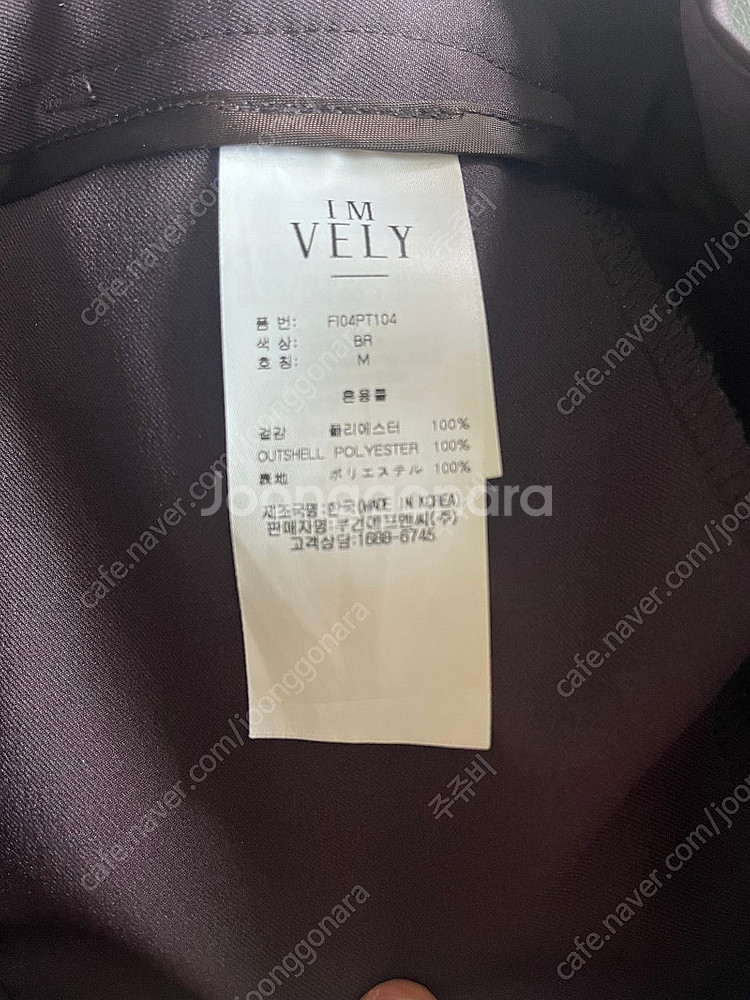 IM
VELY
품 번: FI04PT104
색 상: BR
호 칭: M
혼용률
겉감 폴리에스터 100%
OUTSHELL POLYESTER 100%
表地 ポリエステル 100%
제조국명:한국(MADE IN KOREA)
판매자명:부건에프엔씨(주)
고객상담:1688-6745
Joonggonara
cafe.naver.com/joonggonara
주쥬비